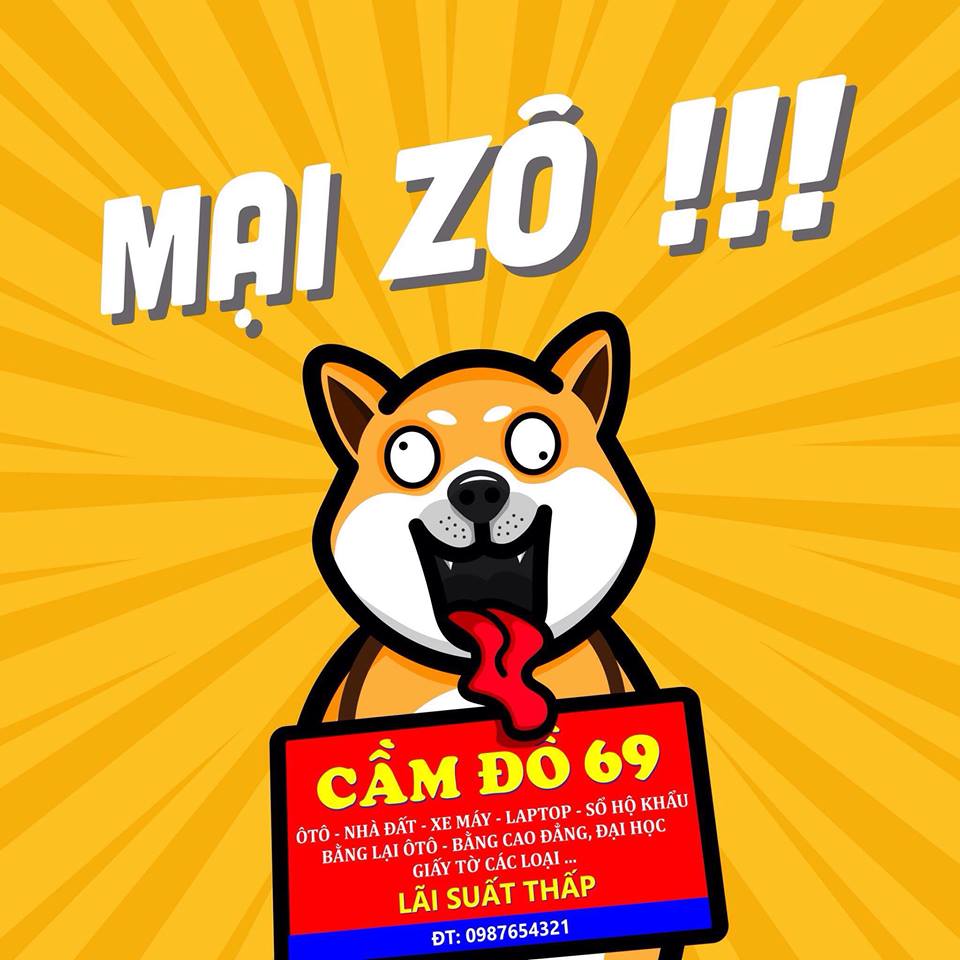 MẠI ZÔ !!!
CẦM ĐỒ 69
ÔTÔ - NHÀ ĐẤT - XE MÁY - LAPTOP - SỔ HỘ KHẨU
BẰNG LẠI ÔTÔ - BẰNG CAO ĐẲNG, ĐẠI HỌC
GIẤY TỜ CÁC LOẠI ...
LÃI SUẤT THẤP
ĐT: 0987654321